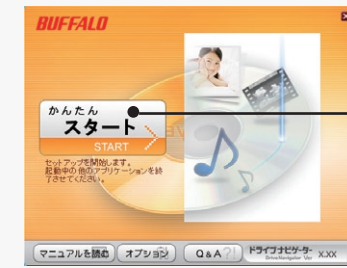 BUFFALO
かんたん
スタート
START
セットアップを開始します。
起動中の他のアプリケーションを終
了させてください。
マニュアルを読む
オプション
Q&A?!
ドライブナビゲーター
DriveNavigator Ver
X.XX